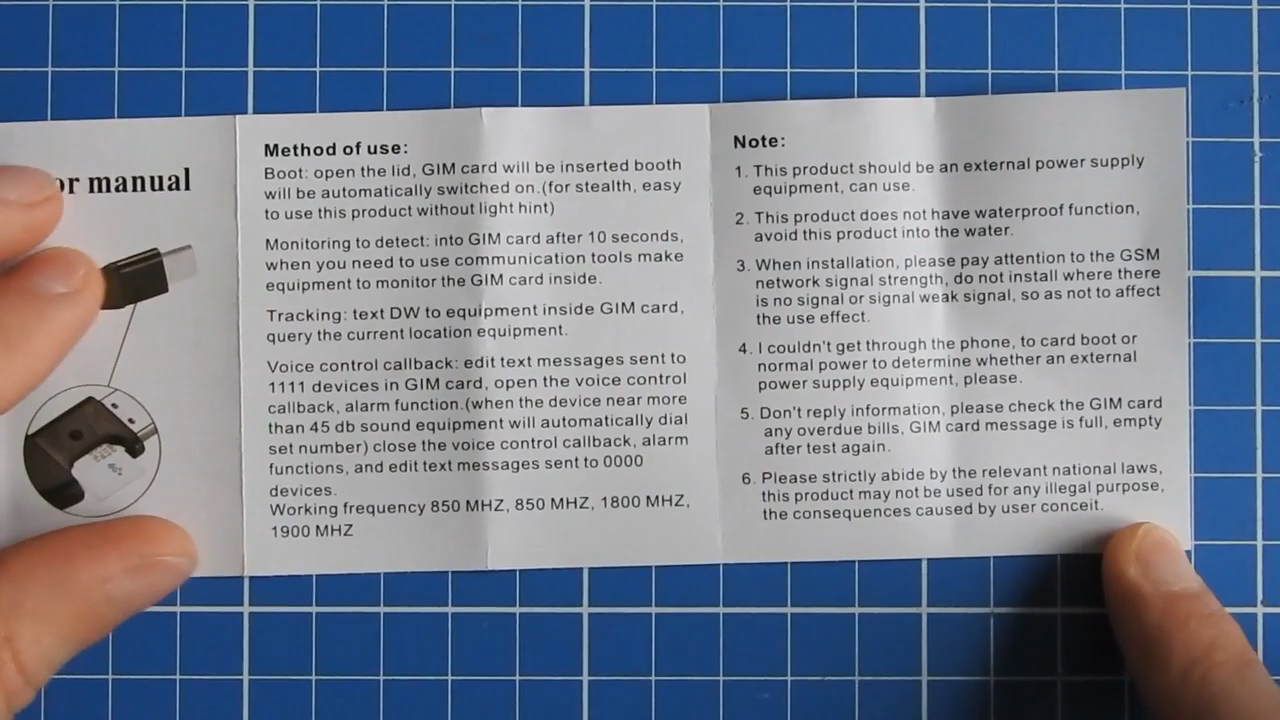 or manual
Method of use:
Boot: open the lid, GIM card will be inserted booth
will be automatically switched on.(for stealth, easy
to use this product without light hint)
Monitoring to detect: into GIM card after 10 seconds,
when you need to use communication tools make
equipment to monitor the GIM card inside.
Tracking: text DW to equipment inside GIM card,
query the current location equipment.
Voice control callback: edit text messages sent to
1111 devices in GIM card, open the voice control
callback, alarm function.(when the device near more
than 45 db sound equipment will automatically dial
set number) close the voice control callback, alarm
functions, and edit text messages sent to 0000
devices.
Working frequency 850 MHZ, 850 MHZ, 1800 MHZ,
1900 MHZ
Note:
1. This product should be an external power supply
equipment, can use.
2. This product does not have waterproof function,
avoid this product into the water.
3. When installation, please pay attention to the GSM
network signal strength, do not install where there
is no signal or signal weak signal, so as not to affect
the use effect.
4. I couldn't get through the phone, to card boot or
normal power to determine whether an external
power supply equipment, please.
5. Don't reply information, please check the GIM card
any overdue bills, GIM card message is full, empty
after test again.
6. Please strictly abide by the relevant national laws,
this product may not be used for any illegal purpose,
the consequences caused by user conceit.